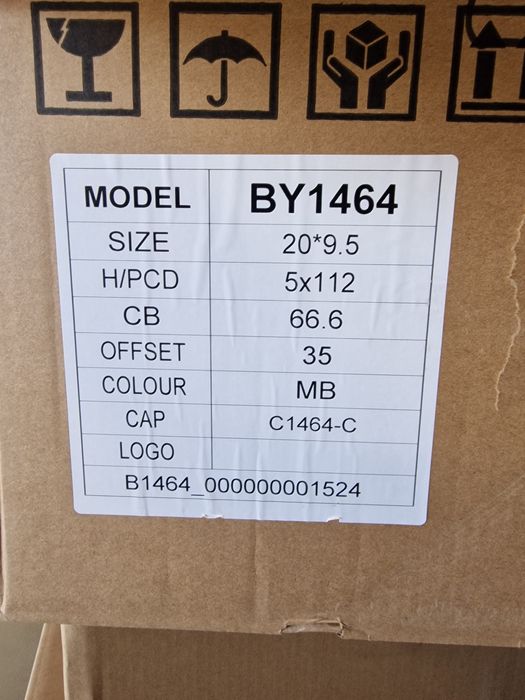 MODEL BY1464
SIZE 20*9.5
H/PCD 5x112
CB 66.6
OFFSET 35
COLOUR MB
CAP C1464-C
LOGO
B1464_000000001524